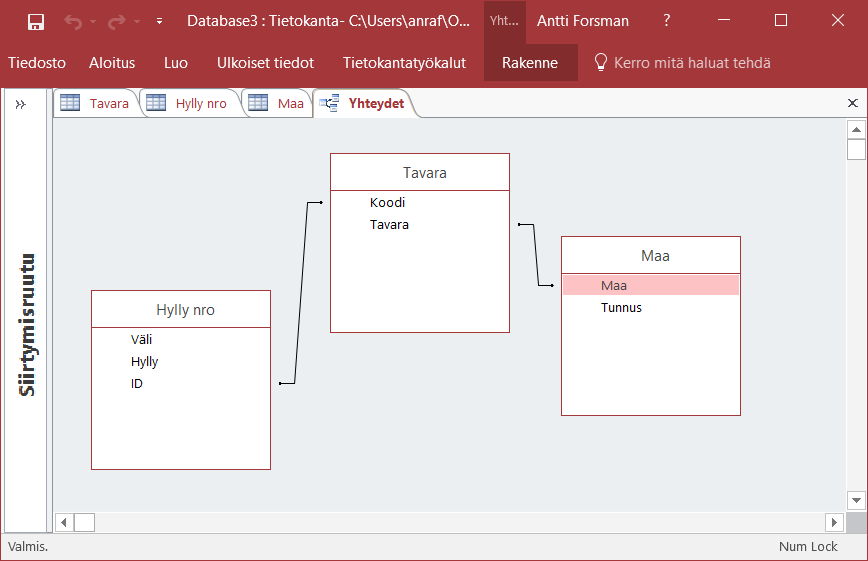 Database3 : Tietokanta- C:\Users\anraf\O... Yht... Antti Forsman ?
Tiedosto Aloitus Luo Ulkoiset tiedot Tietokantatyökalut Rakenne Kerro mitä haluat tehdä
Tavara Hylly nro Maa Yhteydet
Siirtymisruutu
Tavara
Koodi
Tavara
Maa
Maa
Tunnus
Hylly nro
Väli
Hylly
ID
Valmis. Num Lock